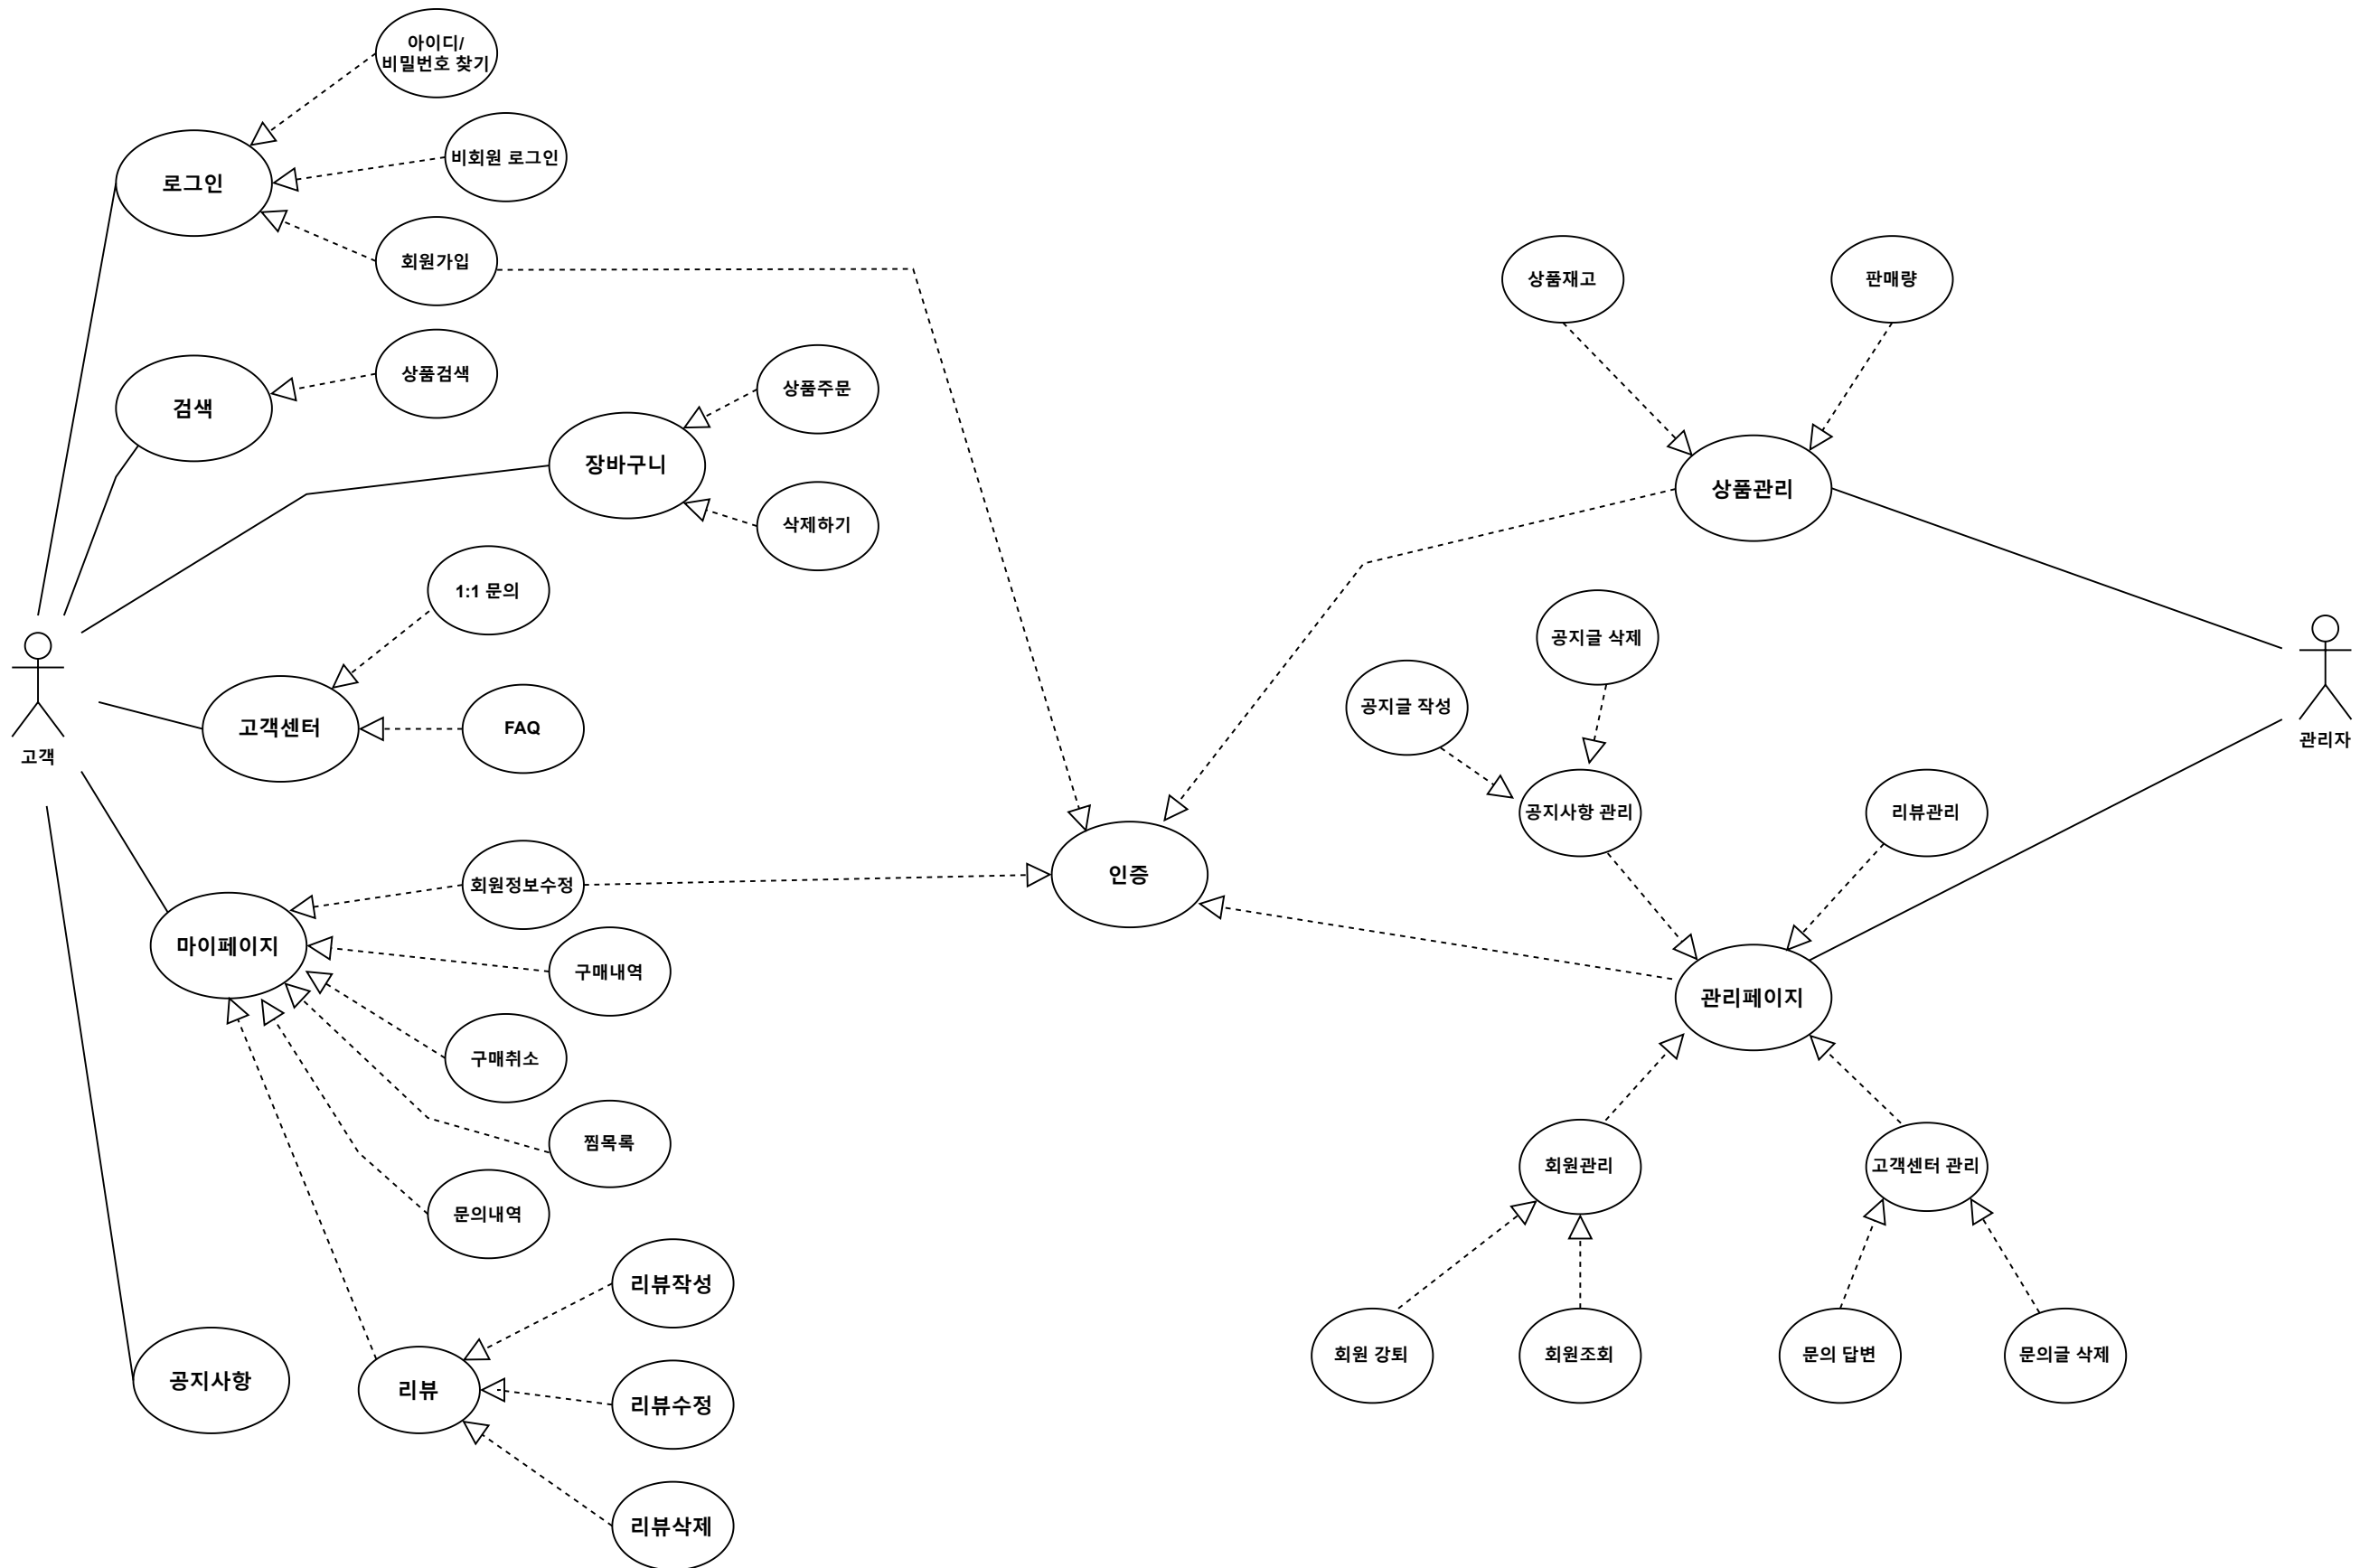 아이디/
비밀번호 찾기
비회원 로그인
로그인
회원가입
상품검색
검색
상품주문
장바구니
삭제하기
1:1 문의
고객센터
FAQ
고객
회원정보수정
마이페이지
구매내역
구매취소
찜목록
문의내역
리뷰작성
공지사항
리뷰
리뷰수정
리뷰삭제
인증
상품재고
판매량
상품관리
공지글 삭제
공지글 작성
관리자
공지사항 관리
리뷰관리
관리페이지
회원관리
고객센터 관리
회원 강퇴
회원조회
문의 답변
문의글 삭제